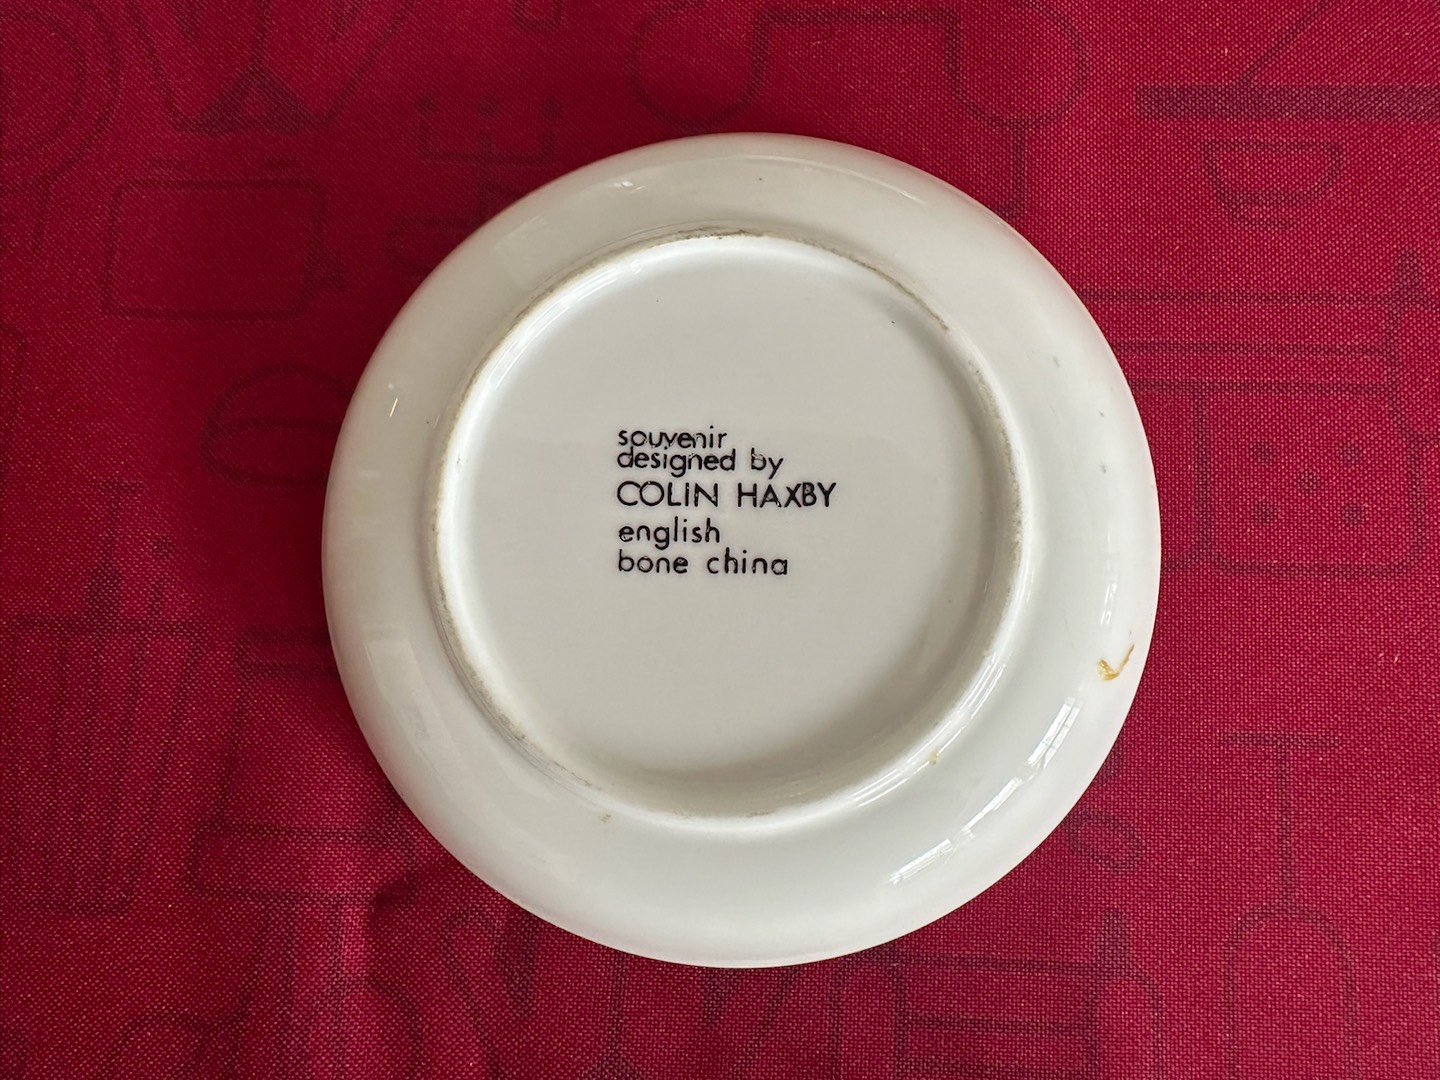 souvenir
designed by
COLIN HAXBY
english
bone china